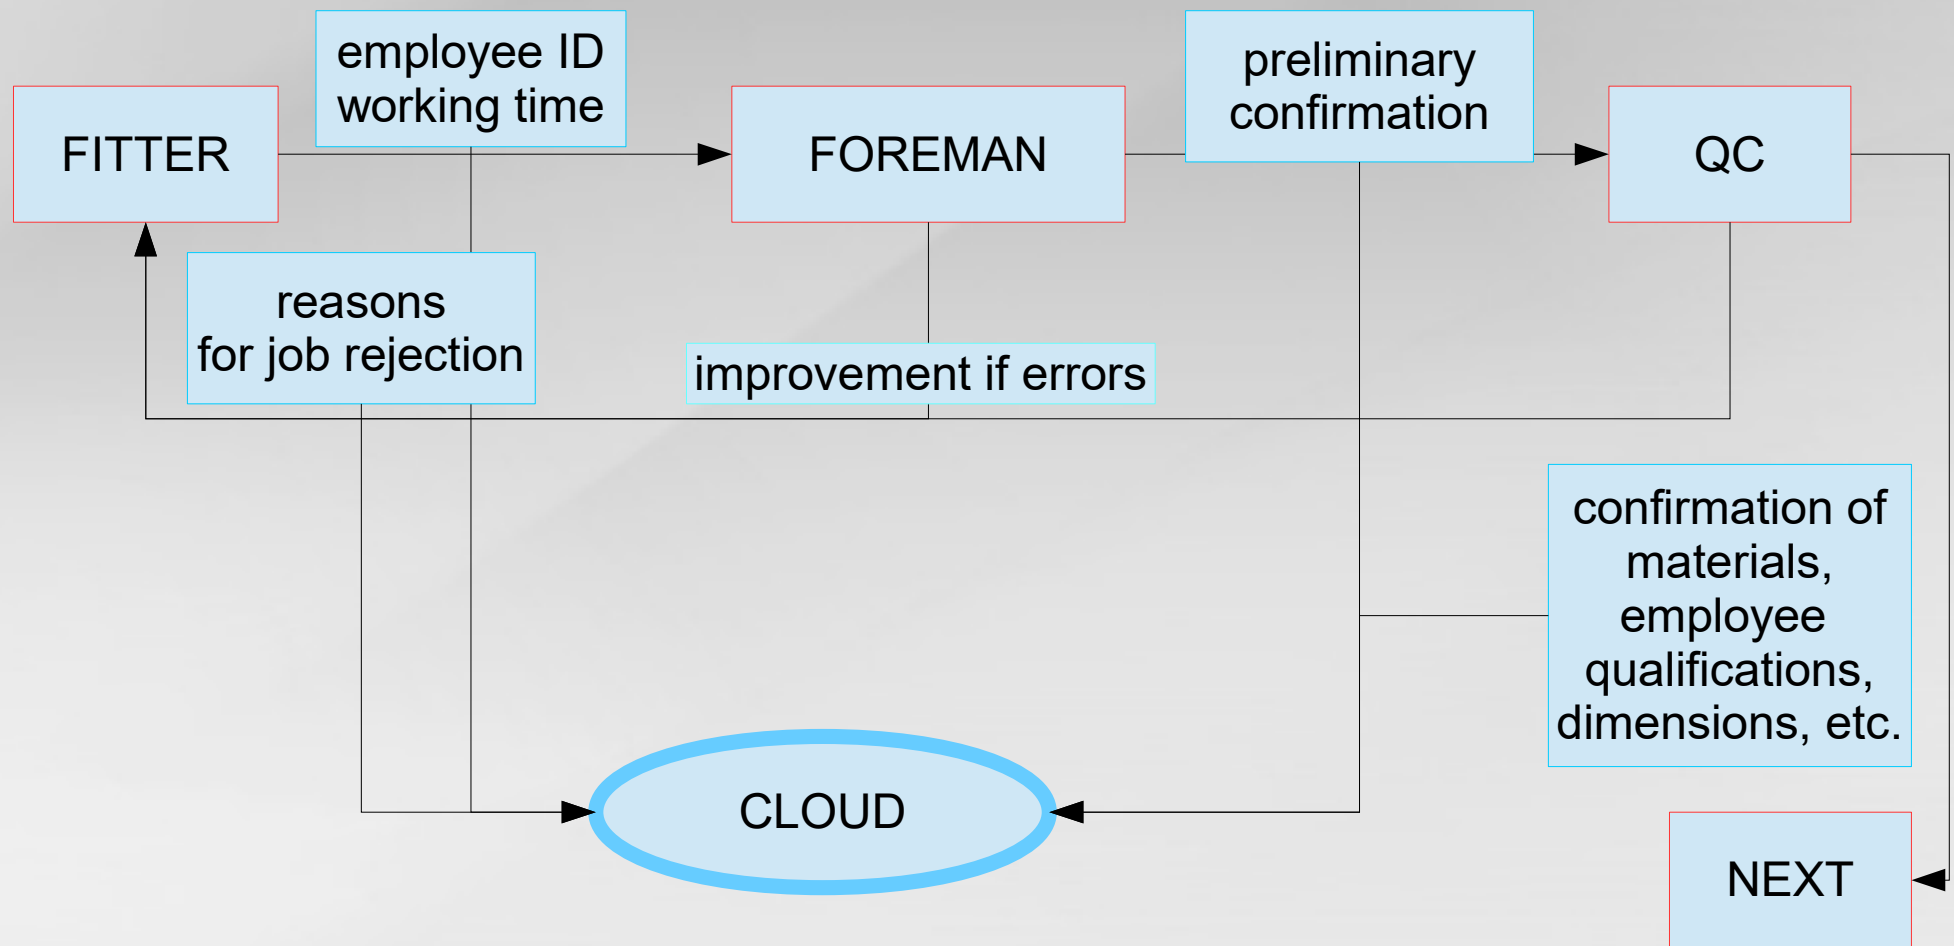 employee ID
working time
preliminary
confirmation
FITTER
FOREMAN
QC
reasons
for job rejection
improvement if errors
confirmation of
materials,
employee
qualifications,
dimensions, etc.
CLOUD
NEXT